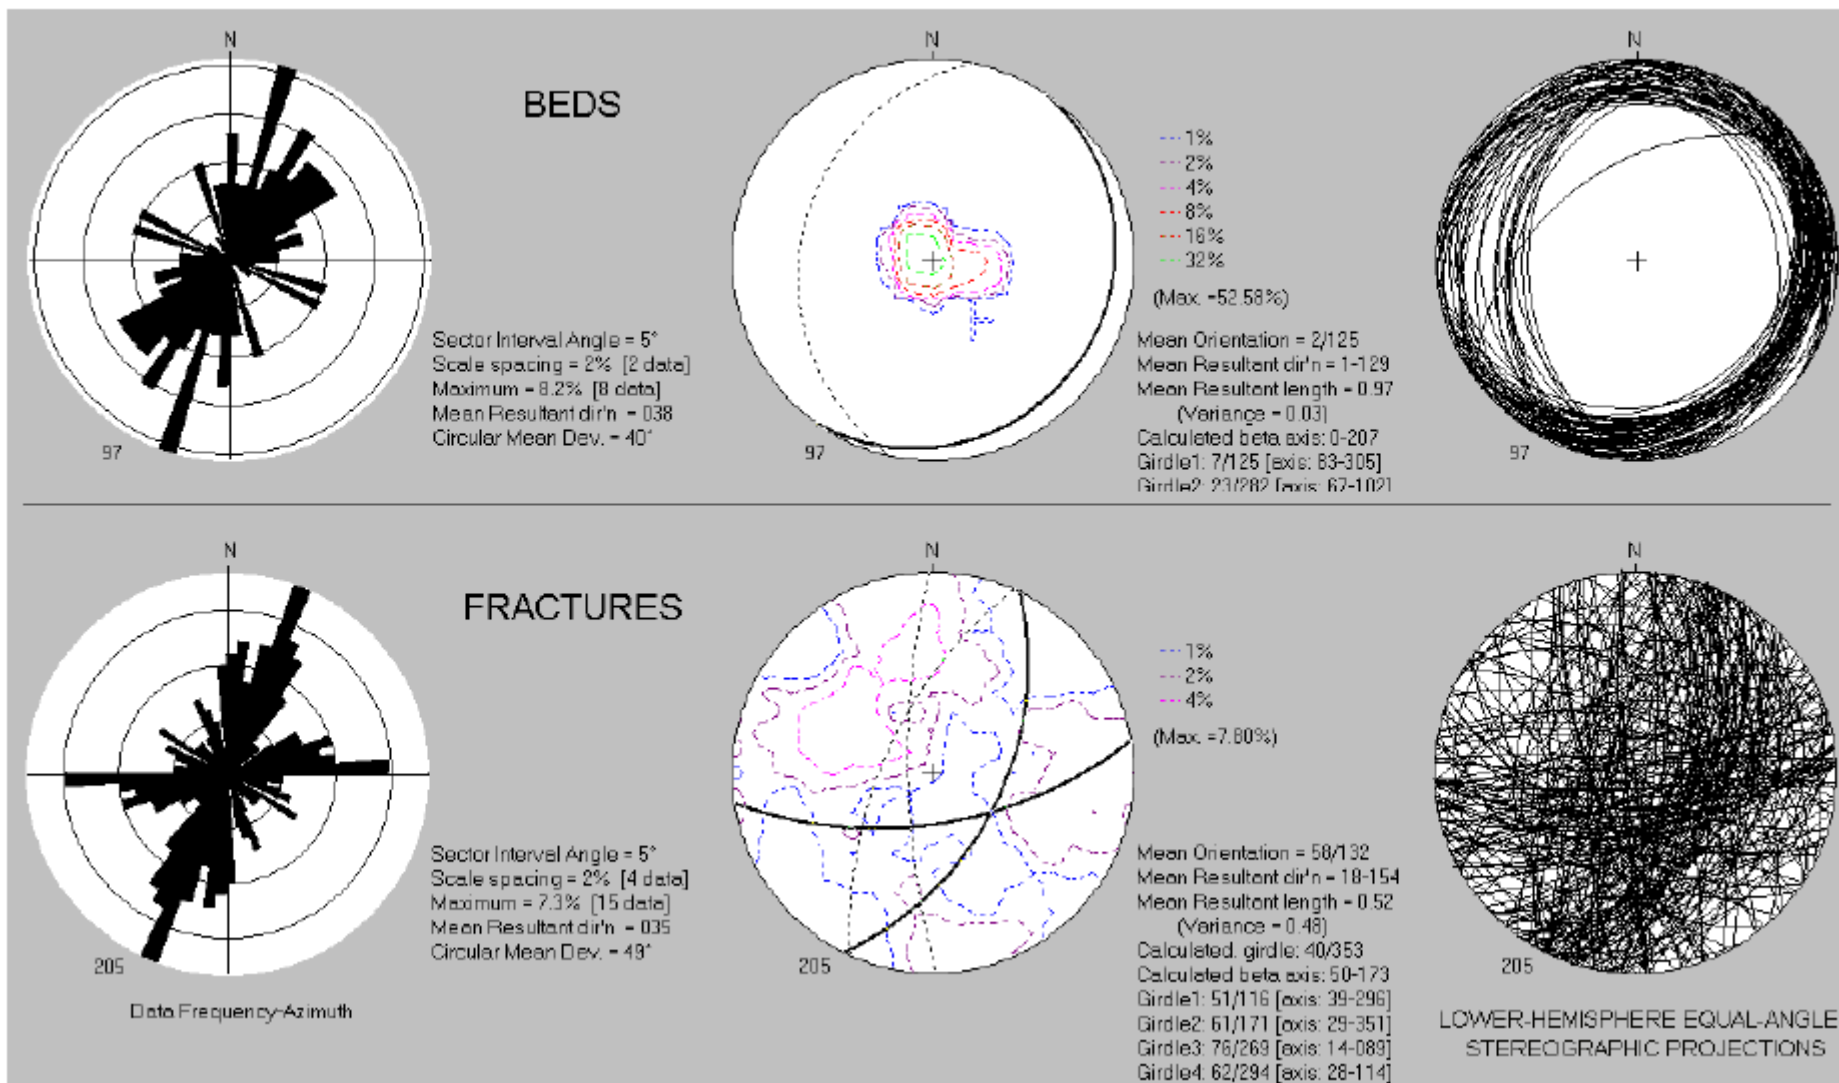 N
BEDS
97
Sector Interval Angle = 5°
Scale spacing = 2% [2 data]
Maximum = 8.2% [8 data]
Mean Resultant dir'n = 038
Circular Mean Dev. = 40°
N
97
1%
2%
4%
8%
16%
32%
(Max. =52.58%)
Mean Orientation = 2/125
Mean Resultant dir'n = 1-129
Mean Resultant length = 0.97
(Variance = 0.03)
Calculated beta axis: 0-207
Girdle1: 7/125 [axis: 83-305]
Girdle2: 23/282 [axis: 67-102]
N
97
N
FRACTURES
205
Data Frequency-Azimuth
Sector Interval Angle = 5°
Scale spacing = 2% [4 data]
Maximum = 7.3% [15 data]
Mean Resultant dir'n = 035
Circular Mean Dev. = 49°
N
205
1%
2%
4%
(Max. =7.80%)
Mean Orientation = 58/132
Mean Resultant dir'n = 18-154
Mean Resultant length = 0.52
(Variance = 0.48)
Calculated. girdle: 40/353
Calculated beta axis: 50-173
Girdle1: 51/116 [axis: 39-296]
Girdle2: 61/171 [axis: 29-351]
Girdle3: 76/269 [axis: 14-089]
Girdle4: 62/294 [axis: 28-114]
N
205
LOWER-HEMISPHERE EQUAL-ANGLE
STEREOGRAPHIC PROJECTIONS